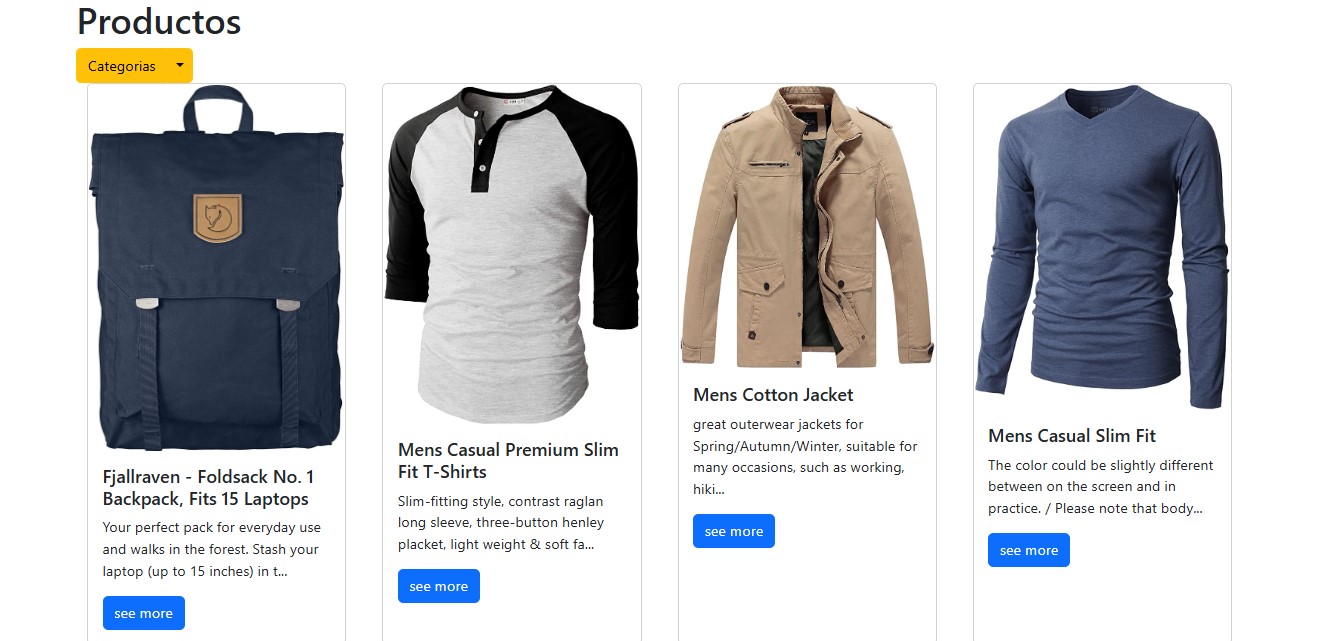 Productos
Categorias
Fjallraven - Foldsack No. 1
Backpack, Fits 15 Laptops
Your perfect pack for everyday use
and walks in the forest. Stash your
laptop (up to 15 inches) in t...
see more
Mens Casual Premium Slim
Fit T-Shirts
Slim-fitting style, contrast raglan
long sleeve, three-button henley
placket, light weight & soft fa...
see more
Mens Cotton Jacket
great outerwear jackets for
Spring/Autumn/Winter, suitable for
many occasions, such as working,
hiki...
see more
Mens Casual Slim Fit
The color could be slightly different
between on the screen and in
practice. / Please note that body...
see more